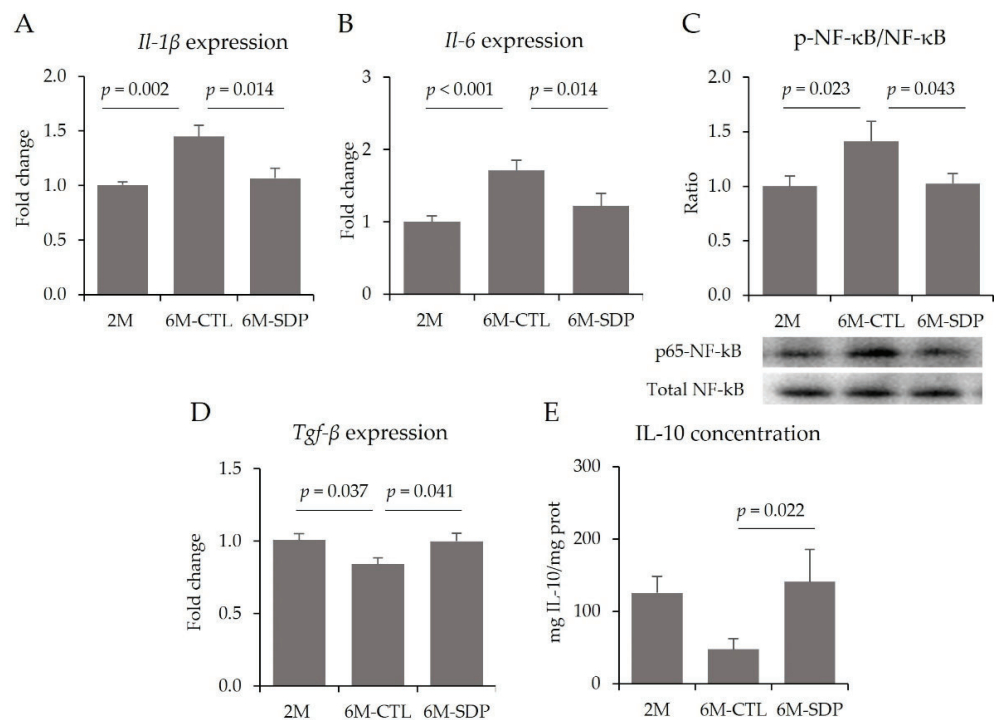 A
Il-1β expression
Fold change
2.0
1.5
1.0
0.5
0.0
p = 0.002
p = 0.014
2M
6M-CTL
6M-SDP
B
Il-6 expression
Fold change
3
2
1
0
p < 0.001
p = 0.014
2M
6M-CTL
6M-SDP
C
p-NF-κB/NF-κB
Ratio
2.0
1.5
1.0
0.5
0.0
p = 0.023
p = 0.043
2M
6M-CTL
6M-SDP
p65-NF-kB
Total NF-kB
D
Tgf-β expression
Fold change
1.5
1.0
0.5
0.0
p = 0.037
p = 0.041
2M
6M-CTL
6M-SDP
E
IL-10 concentration
mg IL-10/mg prot
300
200
100
0
p = 0.022
2M
6M-CTL
6M-SDP